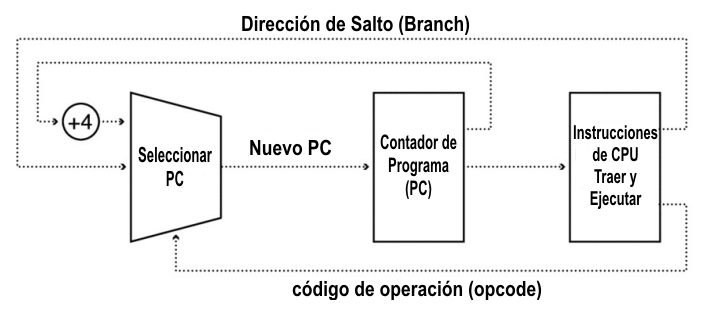 Dirección de Salto (Branch)
+4
Seleccionar
PC
Nuevo PC
Contador de
Programa
(PC)
Instrucciones
de CPU
Traer y
Ejecutar
código de operación (opcode)